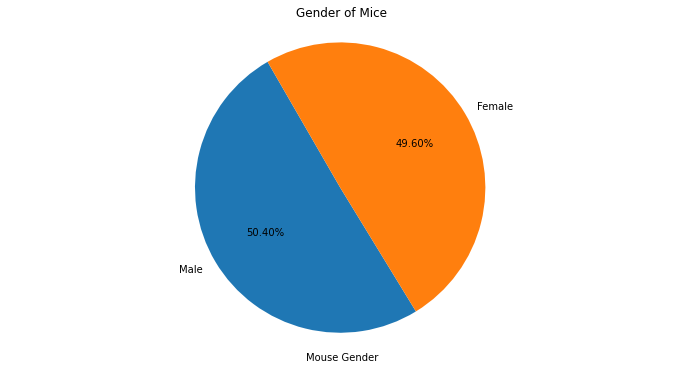 Gender of Mice
Female
49.60%
50.40%
Male
Mouse Gender